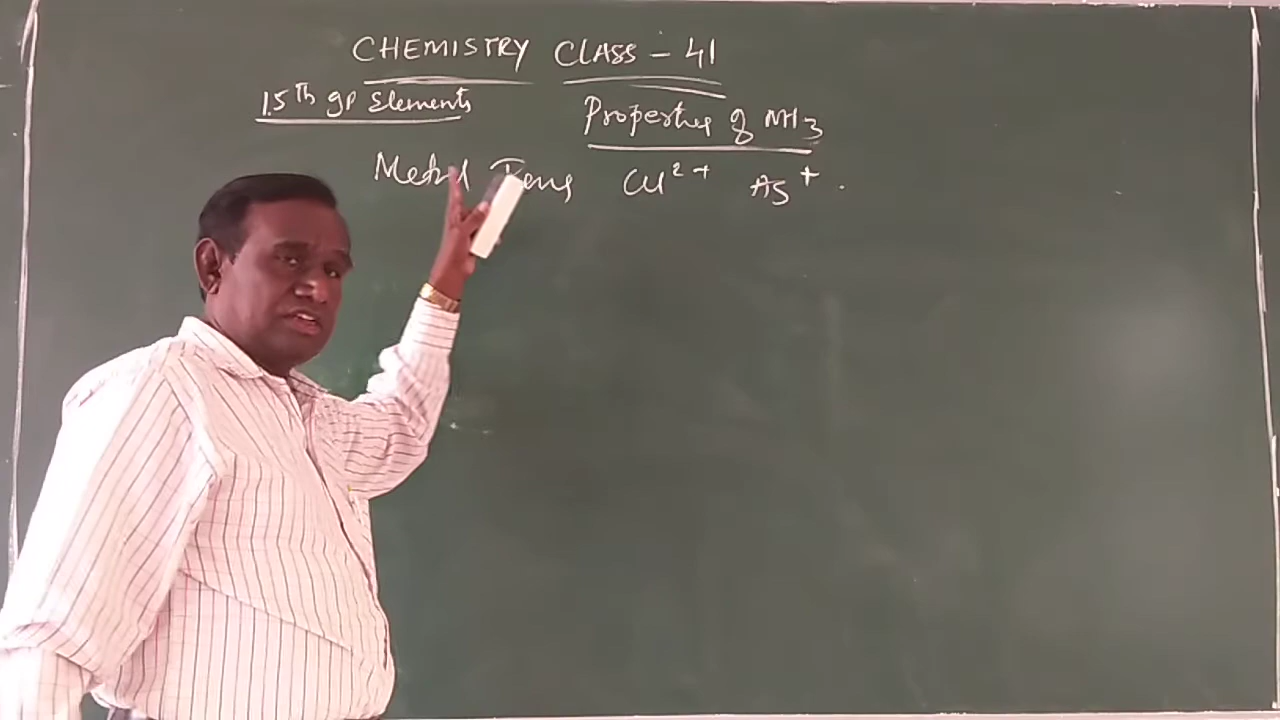 CHEMISTRY CLASS - 41
15th gp Elements
Properties of NH3
Metal Ions Cu2+ Ag+.